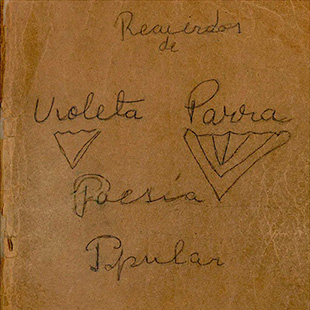 Recuerdos
de
Violeta Parra
Poesía
Popular